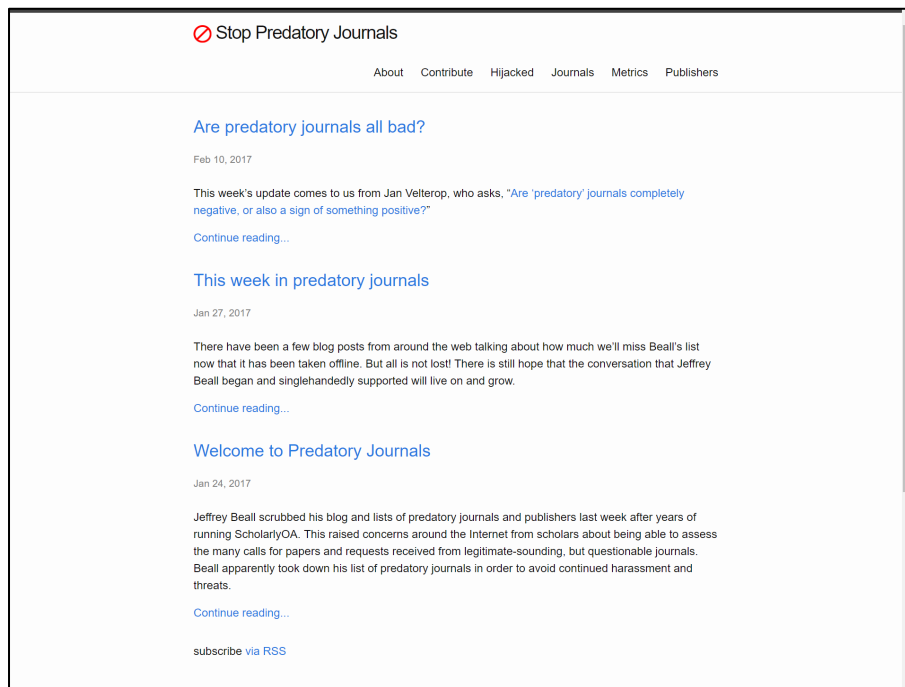 Stop Predatory Journals
About Contribute Hijacked Journals Metrics Publishers
Are predatory journals all bad?
Feb 10, 2017
This week’s update comes to us from Jan Velterop, who asks, “Are ‘predatory’ journals completely
negative, or also a sign of something positive?”
Continue reading...
This week in predatory journals
Jan 27, 2017
There have been a few blog posts from around the web talking about how much we’ll miss Beall’s list
now that it has been taken offline. But all is not lost! There is still hope that the conversation that Jeffrey
Beall began and singlehandedly supported will live on and grow.
Continue reading...
Welcome to Predatory Journals
Jan 24, 2017
Jeffrey Beall scrubbed his blog and lists of predatory journals and publishers last week after years of
running ScholarlyOA. This raised concerns around the Internet from scholars about being able to assess
the many calls for papers and requests received from legitimate-sounding, but questionable journals.
Beall apparently took down his list of predatory journals in order to avoid continued harassment and
threats.
Continue reading...
subscribe via RSS